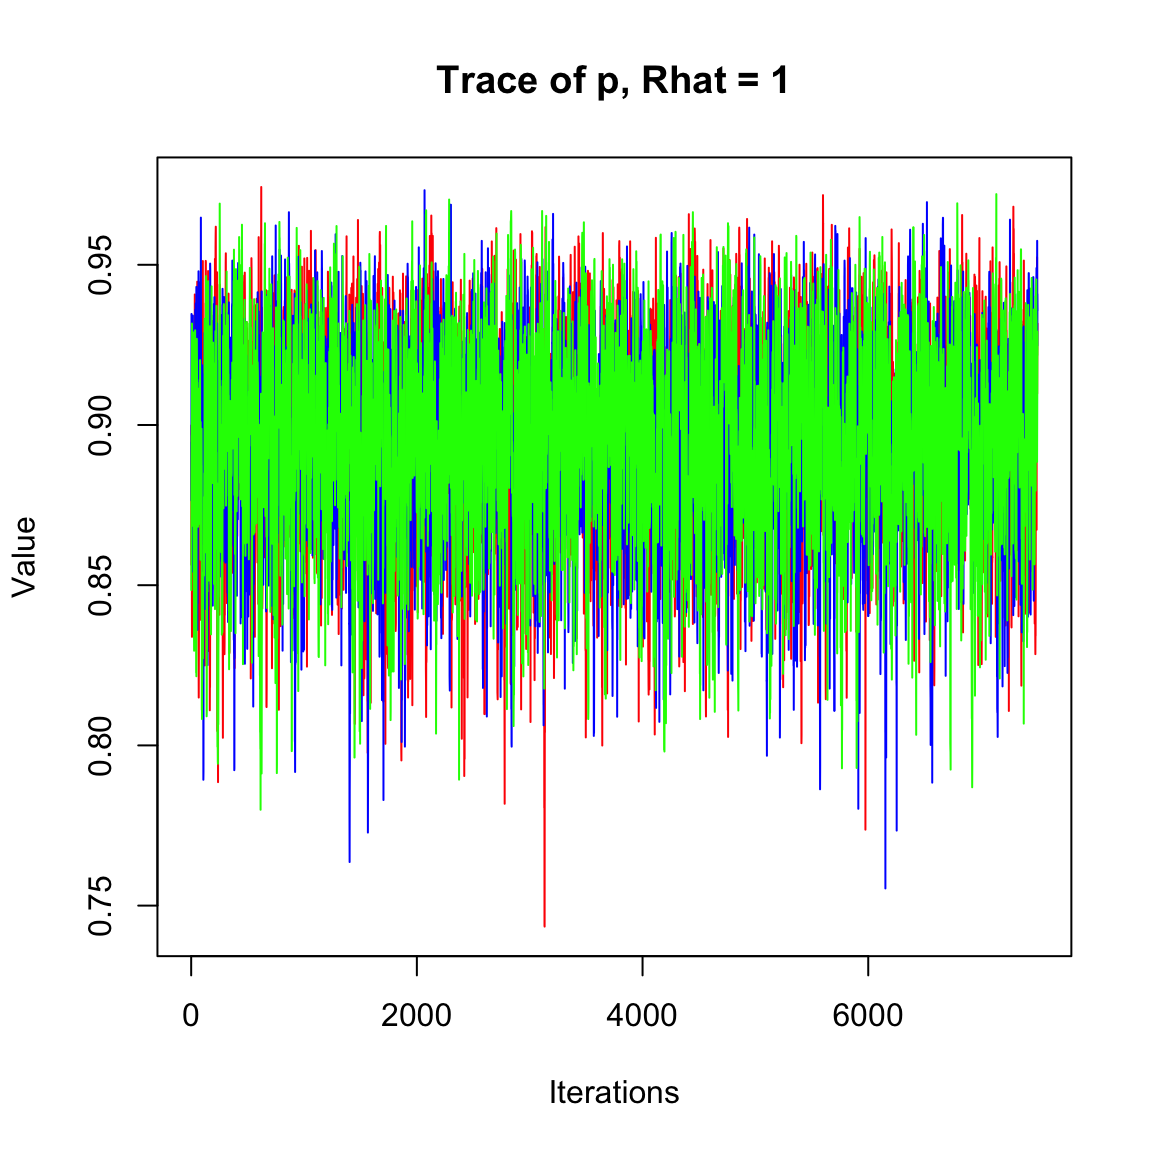 Trace of p, Rhat = 1
0.95
0.90
0.85
0.80
0.75
Value
0 2000 4000 6000
Iterations